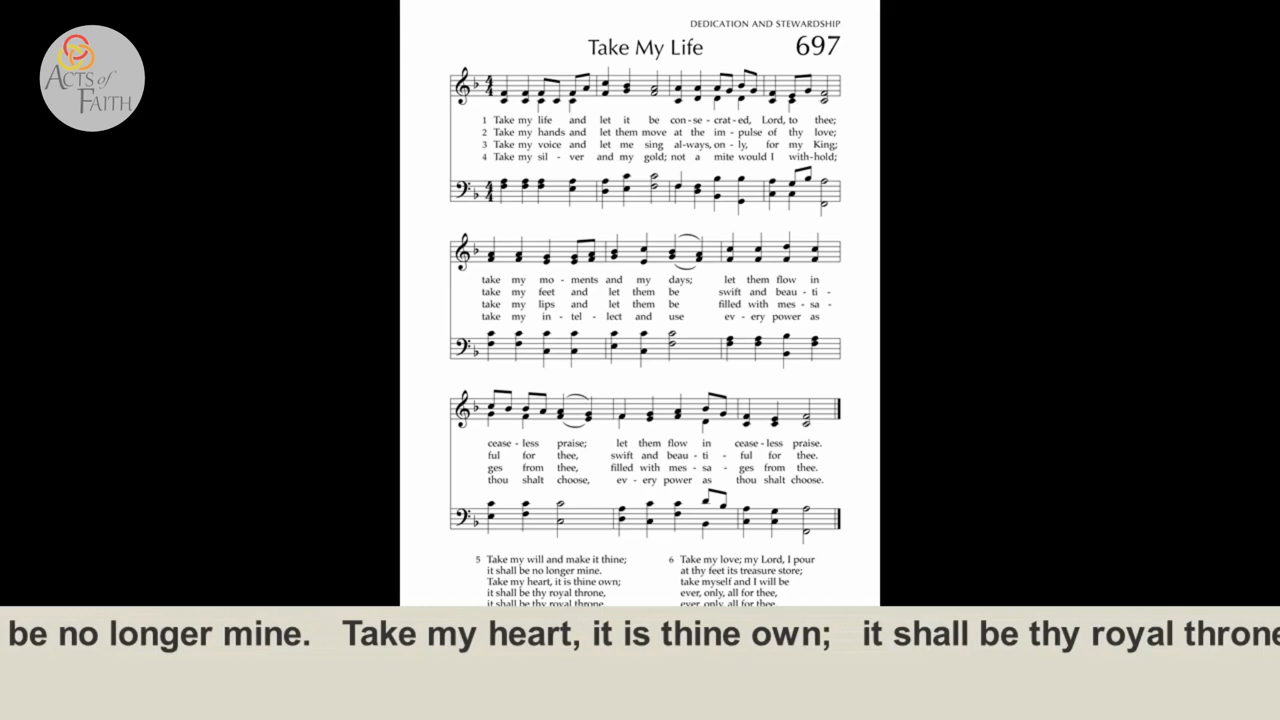 ACTS of
FAITH
DEDICATION AND STEWARDSHIP
Take My Life 697
1 Take my life and let it be con - se - crat - ed, Lord, to thee;
2 Take my hands and let them move at the im - pulse of thy love;
3 Take my voice and let me sing al-ways, on - ly, for my King;
4 Take my sil - ver and my gold; not a mite would I with-hold;
take my mo - ments and my days; let them flow in
take my feet and let them be swift and beau - ti -
take my lips and let them be filled with mes - sa -
take my in - tel - lect and use ev - ery power as
cease - less praise; let them flow in cease - less praise.
ful for thee, swift and beau - ti - ful for thee.
ges from thee, filled with mes - sa - ges from thee.
thou shalt choose, ev - ery power as thou shalt choose.
5 Take my will and make it thine;
it shall be no longer mine.
Take my heart, it is thine own;
it shall be thy royal throne,
it shall be thy royal throne.
6 Take my love; my Lord, I pour
at thy feet its treasure store;
take myself and I will be
ever, only, all for thee,
ever, only, all for thee.
be no longer mine. Take my heart, it is thine own; it shall be thy royal throne